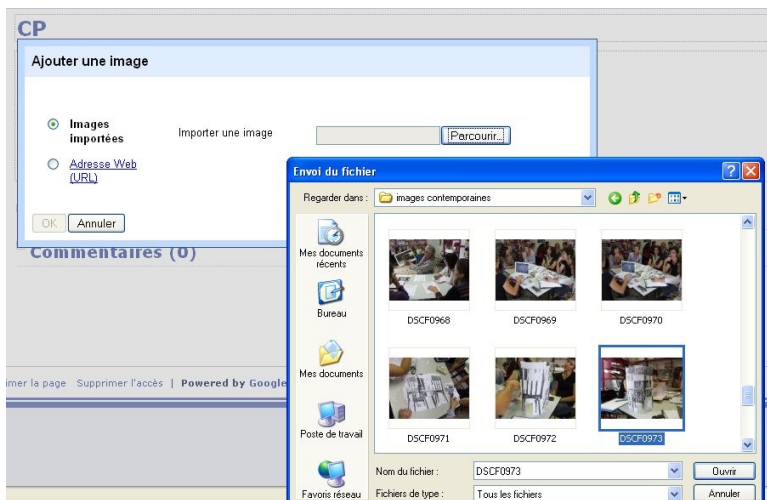 CP
Ajouter une image
Images
importées
Importer une image
Parcourir...
Adresse Web
(URL)
OK
Annuler
Commentaires (0)
imer la page Supprimer l'accès | Powered by Google
Envoi du fichier
Regarder dans :
images contemporaines
Mes documents
récents
Bureau
Mes documents
Poste de travail
Favoris réseau
DSCF0968
DSCF0969
DSCF0970
DSCF0971
DSCF0972
DSCF0973
Nom du fichier :
DSCF0973
Ouvrir
Fichiers de type :
Tous les fichiers
Annuler